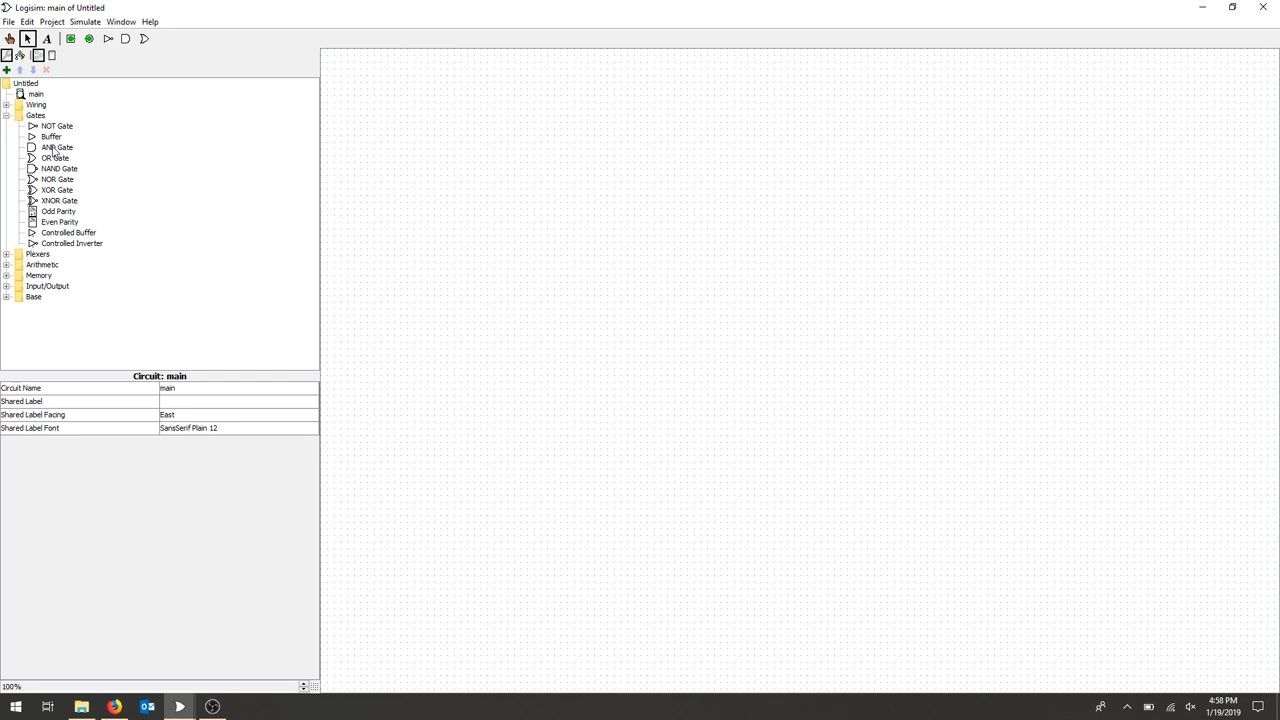 Logisim: main of Untitled
File Edit Project Simulate Window Help
A
Untitled
main
Wiring
Gates
NOT Gate
Buffer
AND Gate
OR Gate
NAND Gate
NOR Gate
XOR Gate
XNOR Gate
Odd Parity
Even Parity
Controlled Buffer
Controlled Inverter
Plexers
Arithmetic
Memory
Input/Output
Base
Circuit: main
Circuit Name main
Shared Label
Shared Label Facing East
Shared Label Font SansSerif Plain 12
100%
4:58 PM
1/19/2019